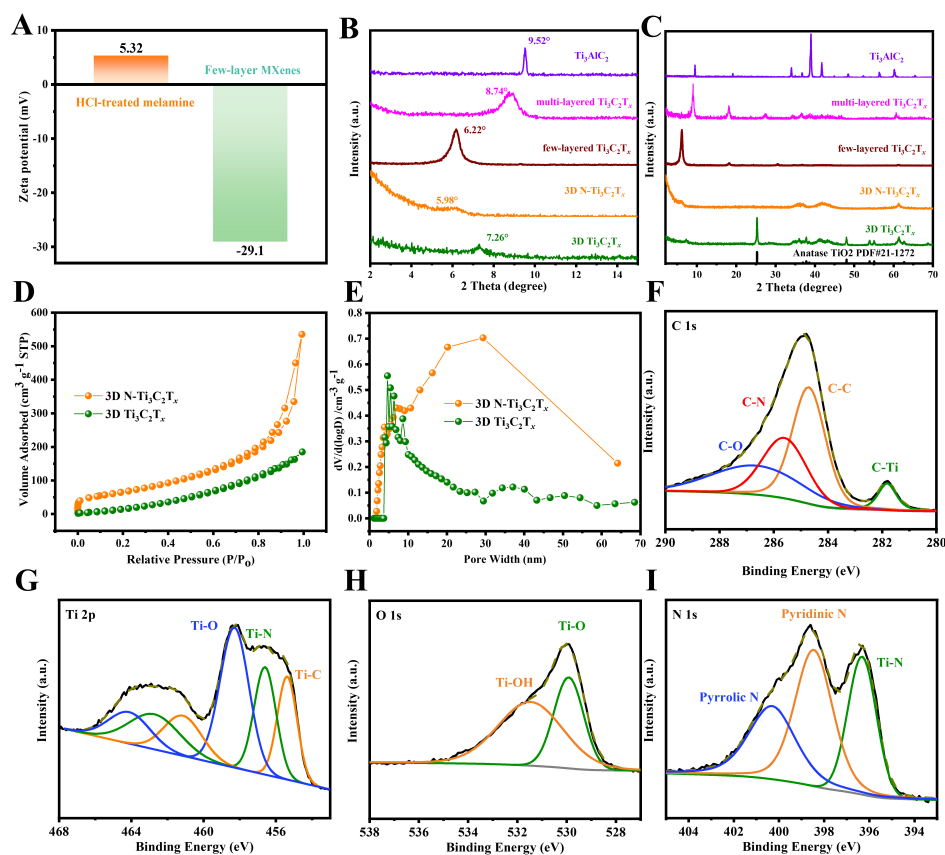 A
10
0
-10
-20
-30
Zeta potential (mV)
5.32
HCl-treated melamine
Few-layer MXenes
-29.1
B
Intensity (a.u.)
9.52°
Ti₃AlC₂
8.74°
multi-layered Ti₃C₂Tₓ
6.22°
few-layered Ti₃C₂Tₓ
5.98°
3D N-Ti₃C₂Tₓ
7.26°
3D Ti₃C₂Tₓ
2 4 6 8 10 12 14
2 Theta (degree)
C
Intensity (a.u.)
Ti₃AlC₂
multi-layered Ti₃C₂Tₓ
few-layered Ti₃C₂Tₓ
3D N-Ti₃C₂Tₓ
3D Ti₃C₂Tₓ
Anatase TiO2 PDF#21-1272
10 20 30 40 50 60 70
2 Theta (degree)
D
600
500
400
300
200
100
0
Volume Adsorbed (cm³ g⁻¹ STP)
3D N-Ti₃C₂Tₓ
3D Ti₃C₂Tₓ
0.0 0.2 0.4 0.6 0.8 1.0
Relative Pressure (P/Pₒ)
E
0.8
0.7
0.6
0.5
0.4
0.3
0.2
0.1
0.0
dV/d(logD) /cm⁻³ g⁻¹
3D N-Ti₃C₂Tₓ
3D Ti₃C₂Tₓ
0 10 20 30 40 50 60 70
Pore Width (nm)
F
C 1s
Intensity (a.u.)
C-O
C-N
C-C
C-Ti
290 288 286 284 282 280
Binding Energy (eV)
G
Ti 2p
Intensity (a.u.)
Ti-O
Ti-N
Ti-C
468 464 460 456
Binding Energy (eV)
H
O 1s
Intensity (a.u.)
Ti-O
Ti-OH
538 536 534 532 530 528
Binding Energy (eV)
I
N 1s
Intensity (a.u.)
Pyridinic N
Ti-N
Pyrrolic N
404 402 400 398 396 394
Binding Energy (eV)